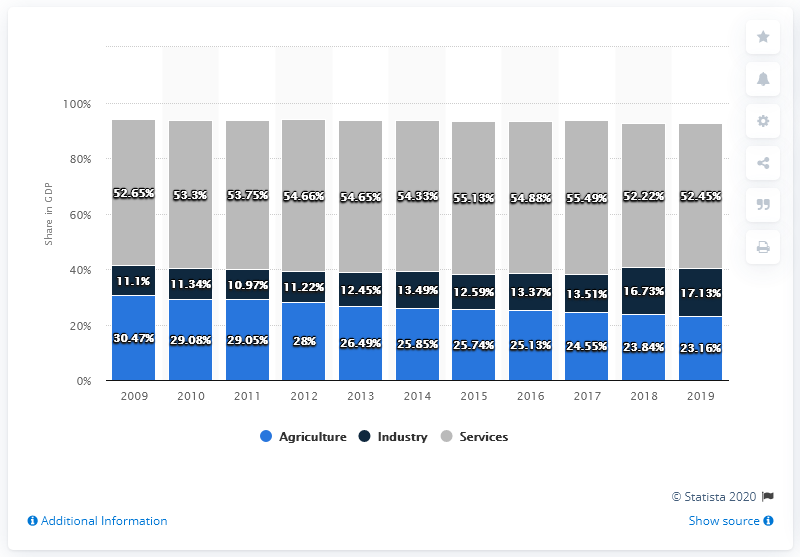 100%
80%
60%
40%
20%
0%
Share in GDP
52.65% 53.3% 53.75% 54.66% 54.65% 54.33% 55.13% 54.88% 55.49% 52.22% 52.45%
11.1% 11.34% 10.97% 11.22% 12.45% 13.49% 12.59% 13.37% 13.51% 16.73% 17.13%
30.47% 29.08% 29.05% 28% 26.49% 25.85% 25.74% 25.13% 24.55% 23.84% 23.16%
2009 2010 2011 2012 2013 2014 2015 2016 2017 2018 2019
Agriculture Industry Services
© Statista 2020
Additional Information Show source